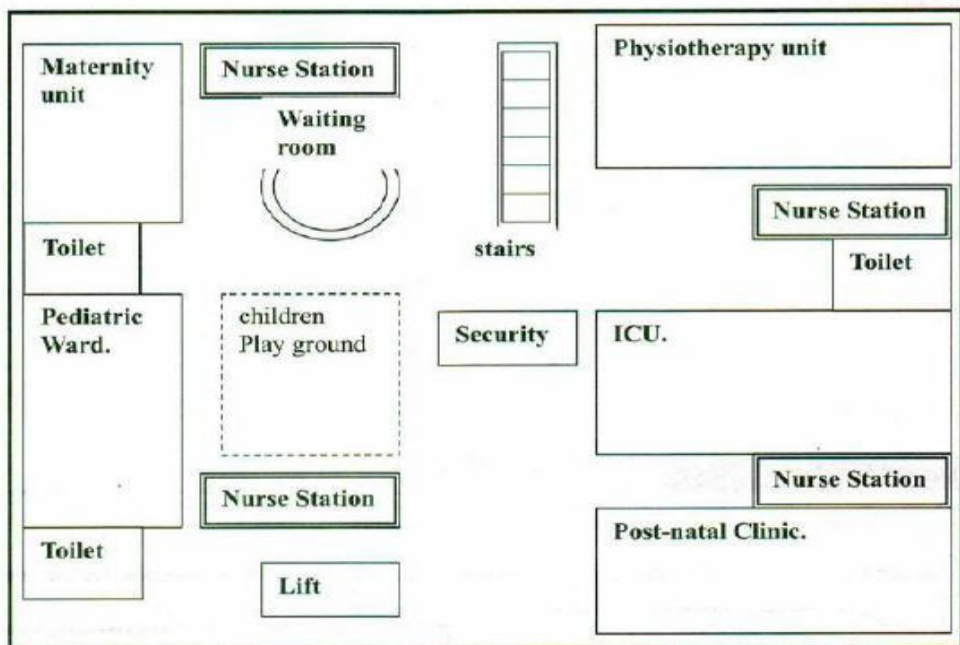 Maternity
unit
Nurse Station
Waiting
room
stairs
Physiotherapy unit
Nurse Station
Toilet
Toilet
Pediatric
Ward.
children
Play ground
Security
ICU.
Nurse Station
Nurse Station
Post-natal Clinic.
Toilet
Lift